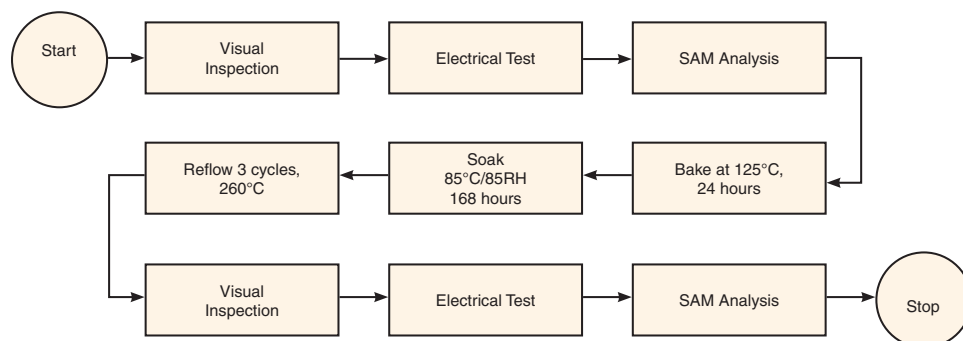 Start
Visual
Inspection
Electrical Test
SAM Analysis
Bake at 125°C,
24 hours
Soak
85°C/85RH
168 hours
Reflow 3 cycles,
260°C
Visual
Inspection
Electrical Test
SAM Analysis
Stop